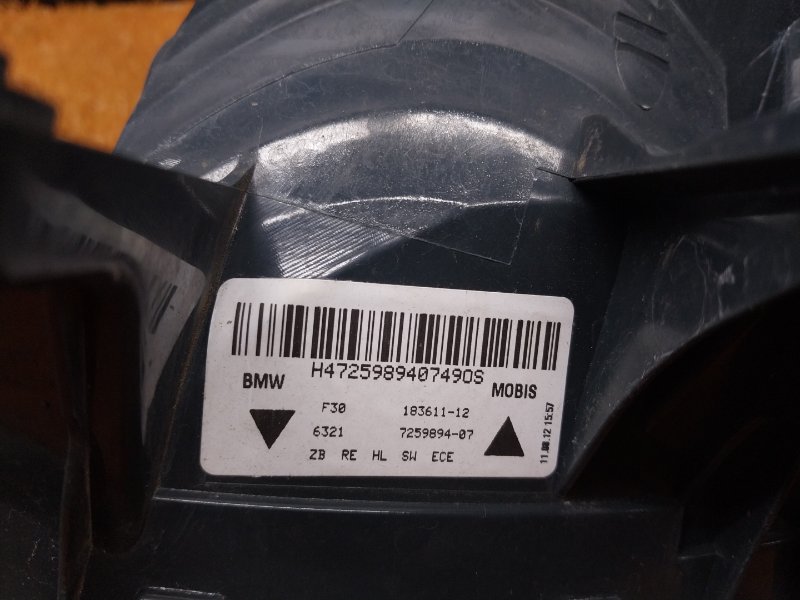 H4725989407490S
BMW MOBIS
F30 183611-12
6321 7259894-07
ZB RE HL SW ECE